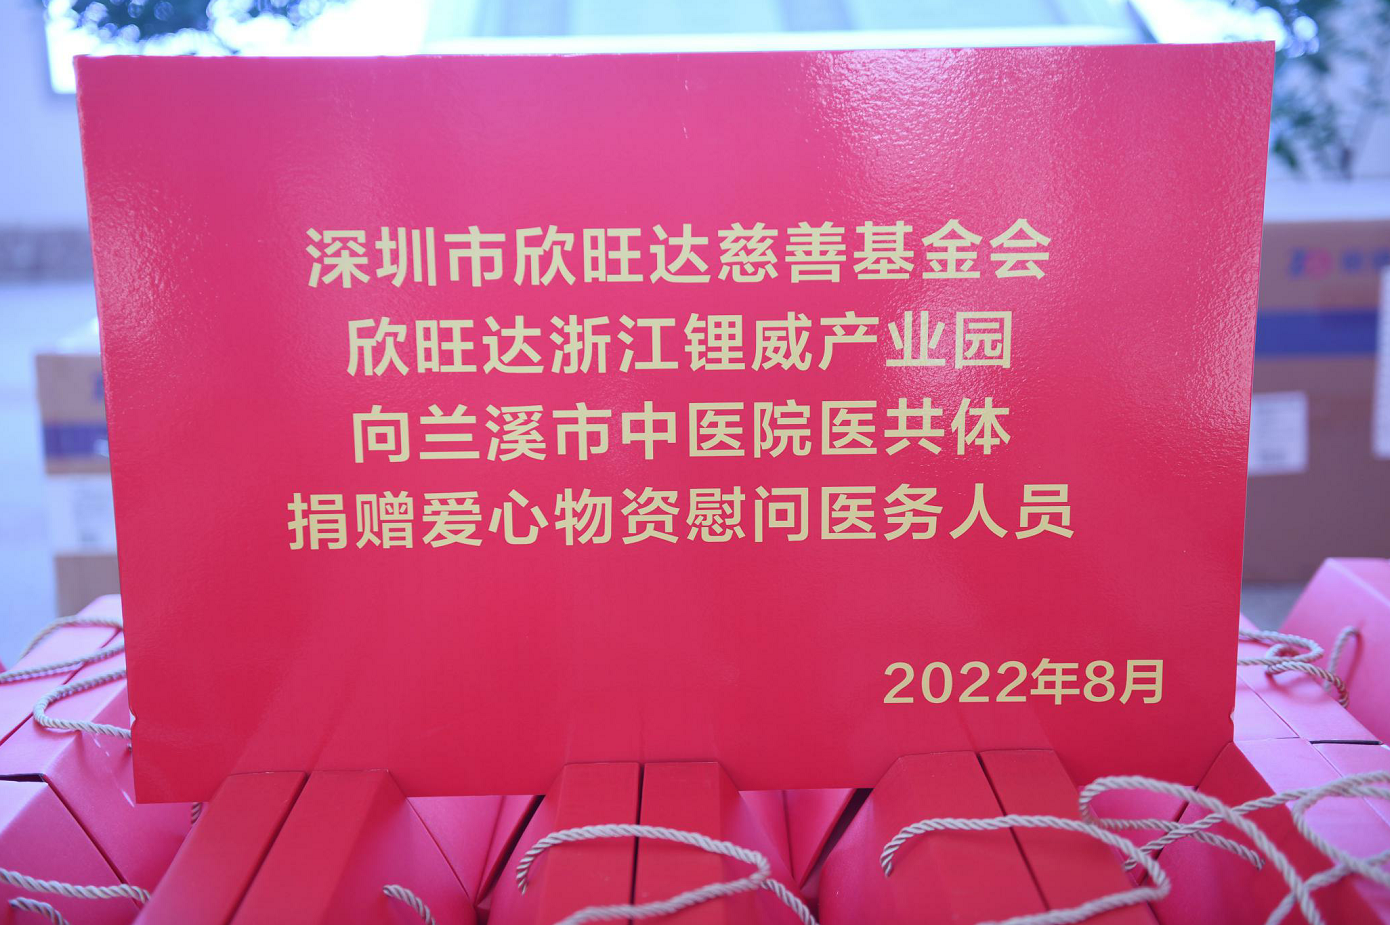 深圳市欣旺达慈善基金会
欣旺达浙江锂威产业园
向兰溪市中医院医共体
捐赠爱心物资慰问医务人员
2022年8月